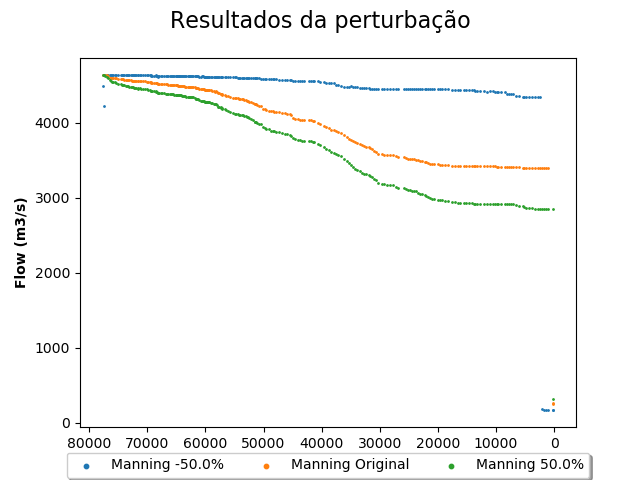 Resultados da perturbação
Flow (m3/s)
4000
3000
2000
1000
0
80000 70000 60000 50000 40000 30000 20000 10000 0
Manning -50.0% Manning Original Manning 50.0%